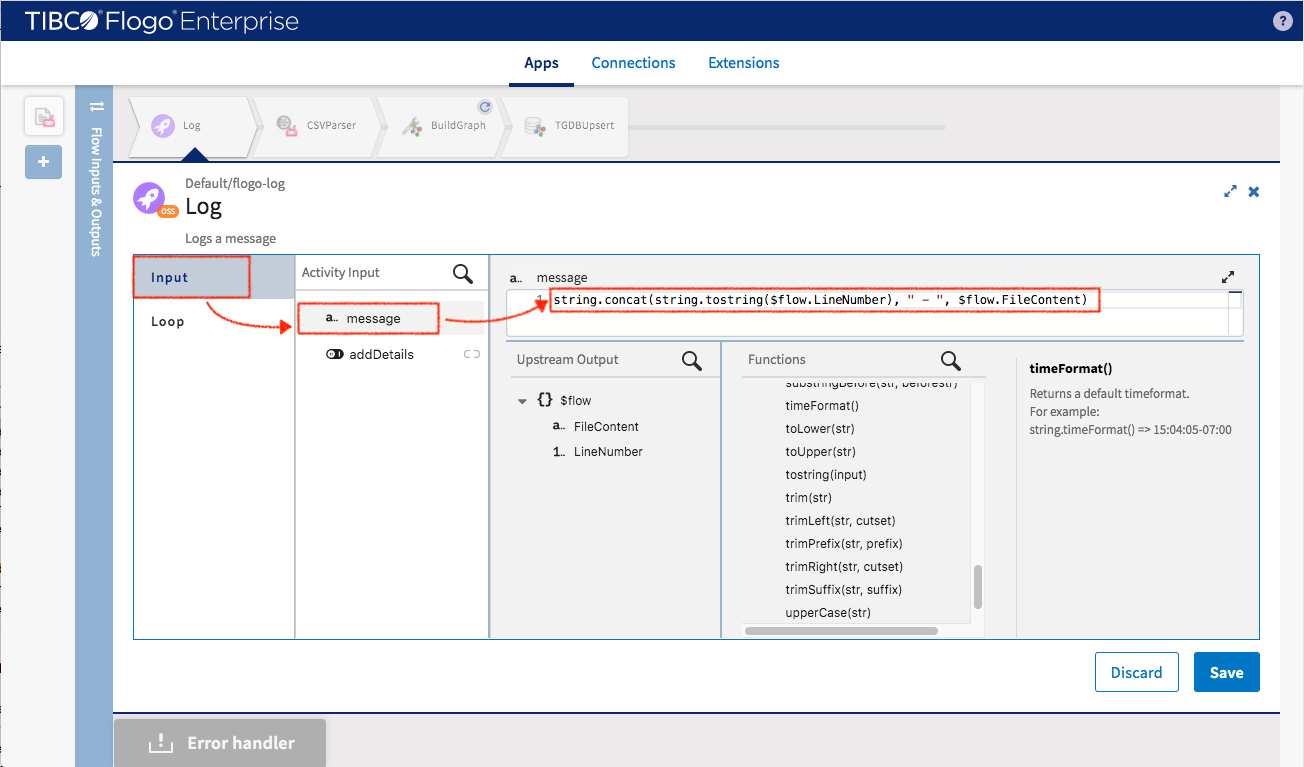 TIBCO® Flogo® Enterprise
?
Apps
Connections
Extensions
Flow Inputs & Outputs
Log
CSVParser
BuildGraph
TGDBUpsert
+
Default/flogo-log
OSS
Log
Logs a message
Input
Loop
Activity Input
a.. message
addDetails
a.. message
1 string.concat(string.tostring($flow.LineNumber), " - ", $flow.FileContent)
Upstream Output
{} $flow
a.. FileContent
1.. LineNumber
Functions
substringBefore(str, beforestr)
timeFormat()
toLower(str)
toUpper(str)
tostring(input)
trim(str)
trimLeft(str, cutset)
trimPrefix(str, prefix)
trimRight(str, cutset)
trimSuffix(str, suffix)
upperCase(str)
timeFormat()
Returns a default timeformat.
For example:
string.timeFormat() => 15:04:05-07:00
Discard
Save
Error handler